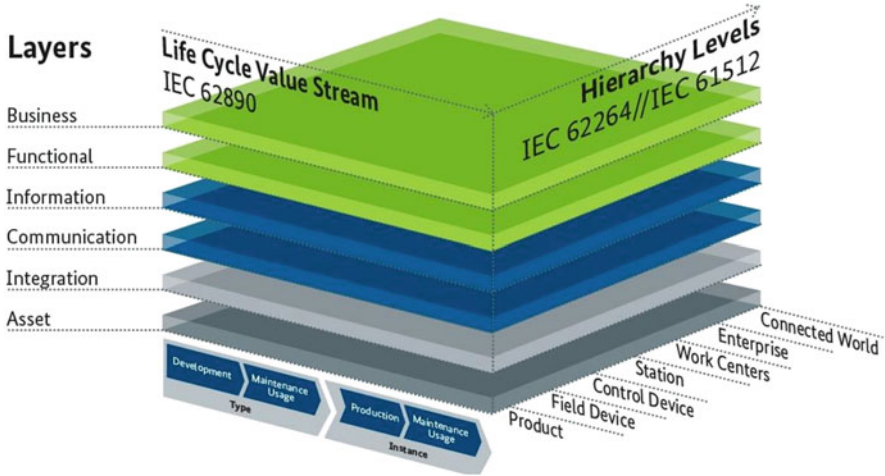 Layers
Life Cycle Value Stream
IEC 62890
Hierarchy Levels
IEC 62264//IEC 61512
Business
Functional
Information
Communication
Integration
Asset
Development
Maintenance
Usage
Type
Production
Maintenance
Usage
Instance
Connected World
Enterprise
Work Centers
Station
Control Device
Field Device
Product